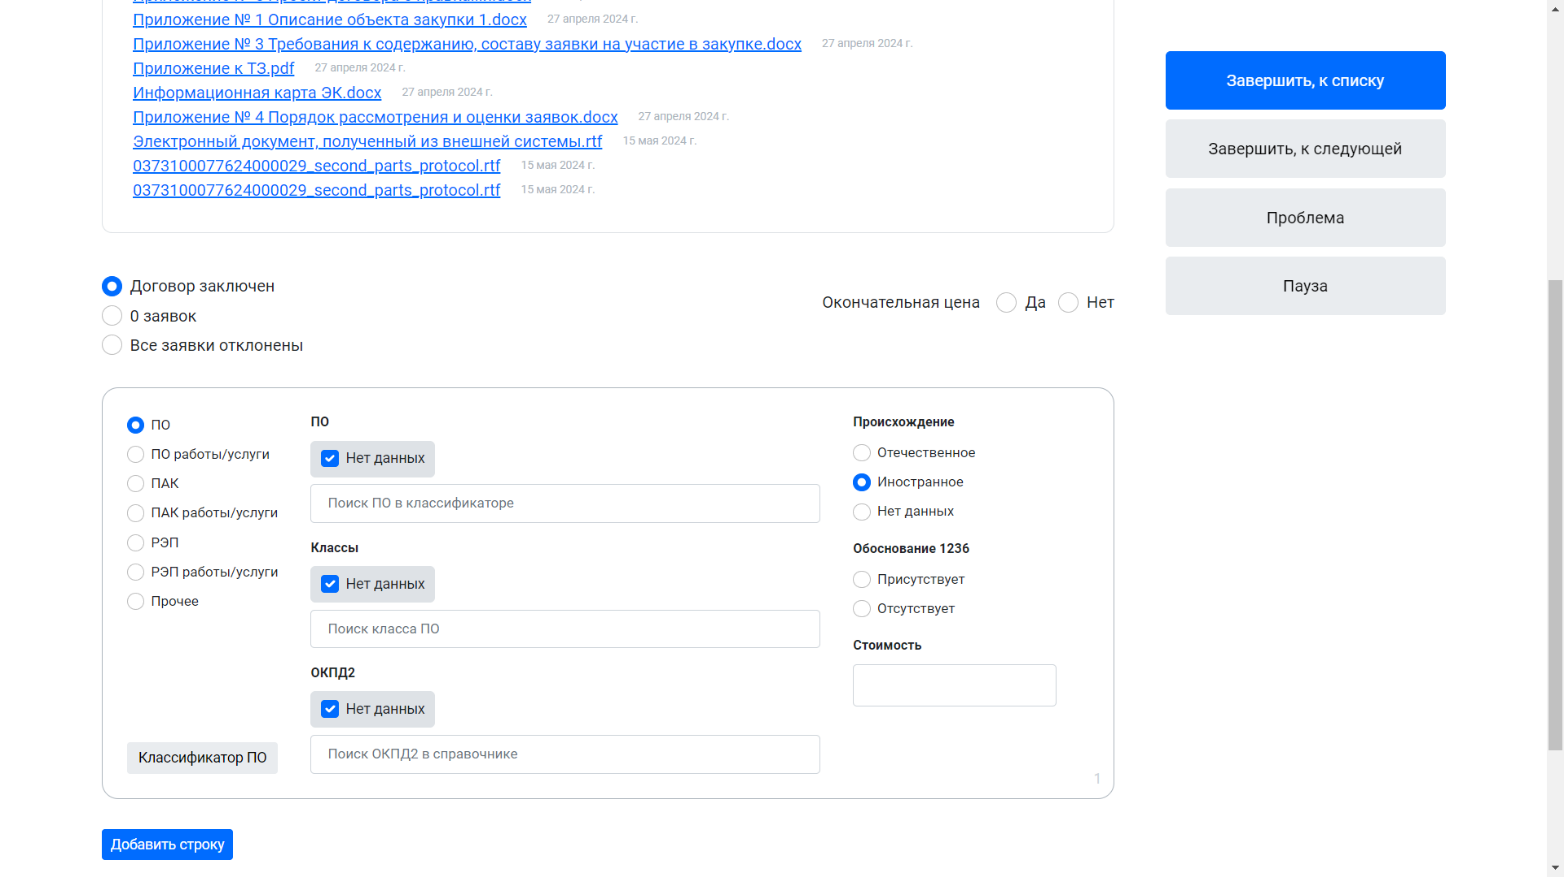 Приложение № 1 Описание объекта закупки 1.docx 27 апреля 2024 г.
Приложение № 3 Требования к содержанию, составу заявки на участие в закупке.docx 27 апреля 2024 г.
Приложение к ТЗ.pdf 27 апреля 2024 г.
Информационная карта ЭК.docx 27 апреля 2024 г.
Приложение № 4 Порядок рассмотрения и оценки заявок.docx 27 апреля 2024 г.
Электронный документ, полученный из внешней системы.rtf 15 мая 2024 г.
0373100077624000029_second_parts_protocol.rtf 15 мая 2024 г.
0373100077624000029_second_parts_protocol.rtf 15 мая 2024 г.
Завершить, к списку
Завершить, к следующей
Проблема
Пауза
Договор заключен
0 заявок
Все заявки отклонены
Окончательная цена Да Нет
ПО
ПО работы/услуги
ПАК
ПАК работы/услуги
РЭП
РЭП работы/услуги
Прочее
Классификатор ПО
ПО
Нет данных
Поиск ПО в классификаторе
Классы
Нет данных
Поиск класса ПО
ОКПД2
Нет данных
Поиск ОКПД2 в справочнике
Происхождение
Отечественное
Иностранное
Нет данных
Обоснование 1236
Присутствует
Отсутствует
Стоимость
1
Добавить строку